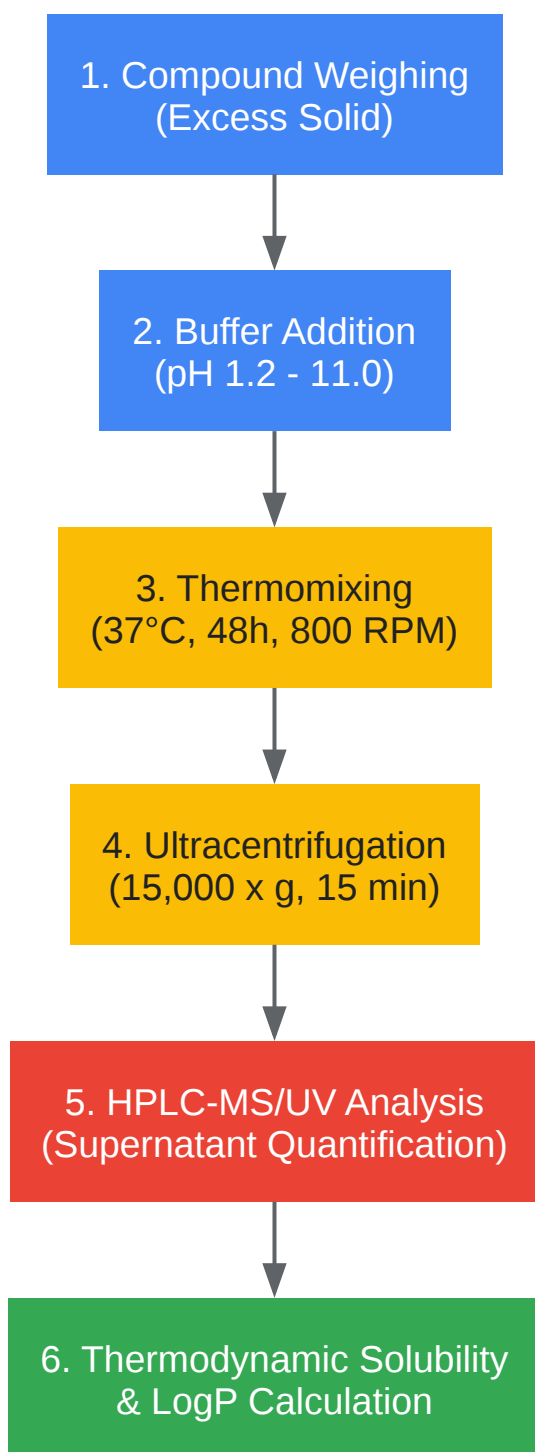 1. Compound Weighing
(Excess Solid)
2. Buffer Addition
(pH 1.2 - 11.0)
3. Thermomixing
(37°C, 48h, 800 RPM)
4. Ultracentrifugation
(15,000 x g, 15 min)
5. HPLC-MS/UV Analysis
(Supernatant Quantification)
6. Thermodynamic Solubility
& LogP Calculation